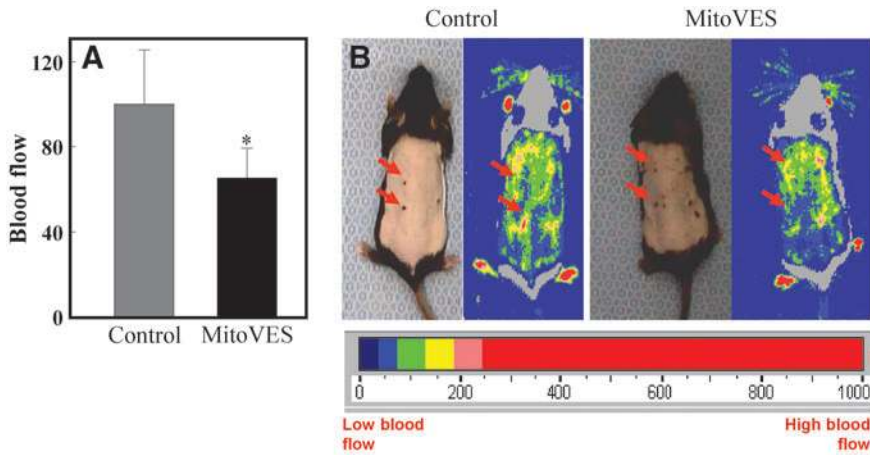 A
Blood flow
120
80
40
0
*
Control MitoVES
B
Control MitoVES
0 200 400 600 800 1000
Low blood flow
High blood flow